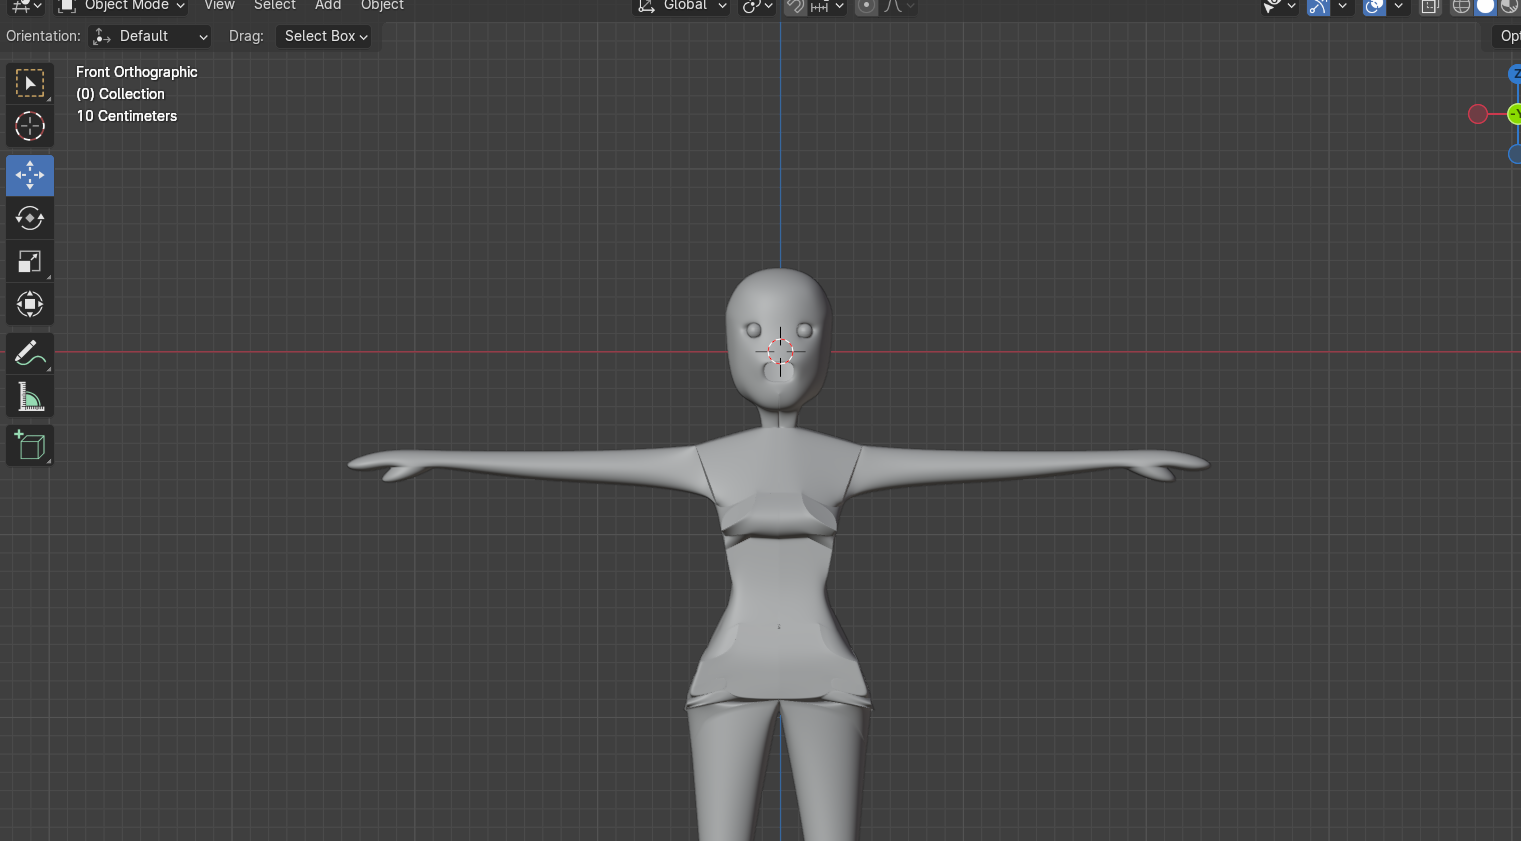 Object Mode View Select Add Object Global
Orientation: Default Drag: Select Box
Front Orthographic
(0) Collection
10 Centimeters
Z
-Y